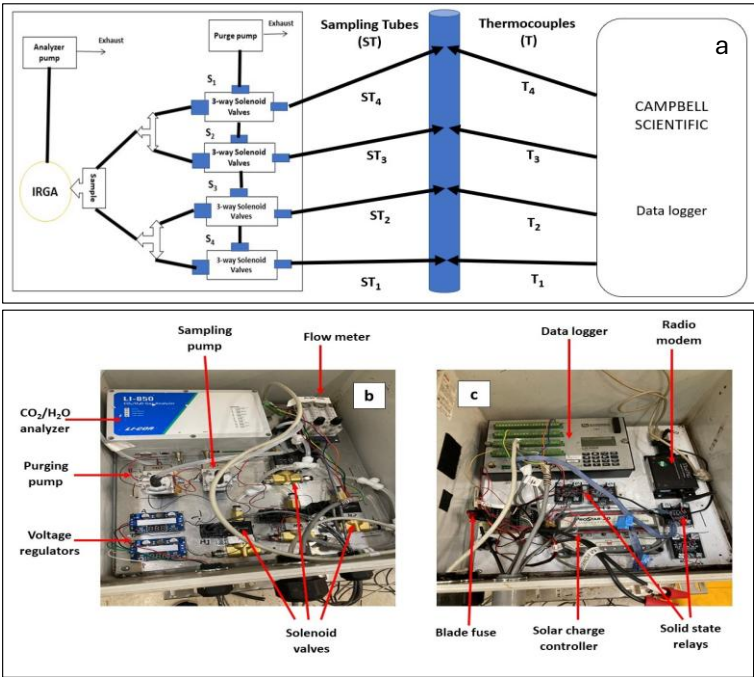 Exhaust
Purge pump
Exhaust
Analyzer
pump
Sampling Tubes
(ST)
Thermocouples
(T)
a
S1
3-way Solenoid
Valves
S2
3-way Solenoid
Valves
S3
3-way Solenoid
Valves
S4
3-way Solenoid
Valves
IRGA
Sample
ST4
ST3
ST2
ST1
T4
T3
T2
T1
CAMPBELL
SCIENTIFIC
Data logger
Sampling
pump
Flow meter
CO2/H2O
analyzer
Purging
pump
Voltage
regulators
Solenoid
valves
b
LI-850
LI-COR
Data logger
Radio
modem
c
Blade fuse
Solar charge
controller
Solid state
relays